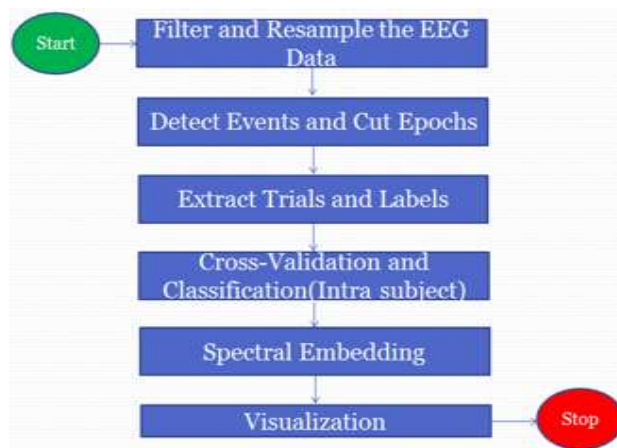 Start
Filter and Resample the EEG
Data
Detect Events and Cut Epochs
Extract Trials and Labels
Cross-Validation and
Classification(Intra subject)
Spectral Embedding
Visualization
Stop